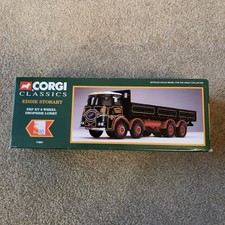 CORGI
CLASSICS
EDDIE STOBART
ERF KV 8 WHEEL
DROPSIDE LORRY